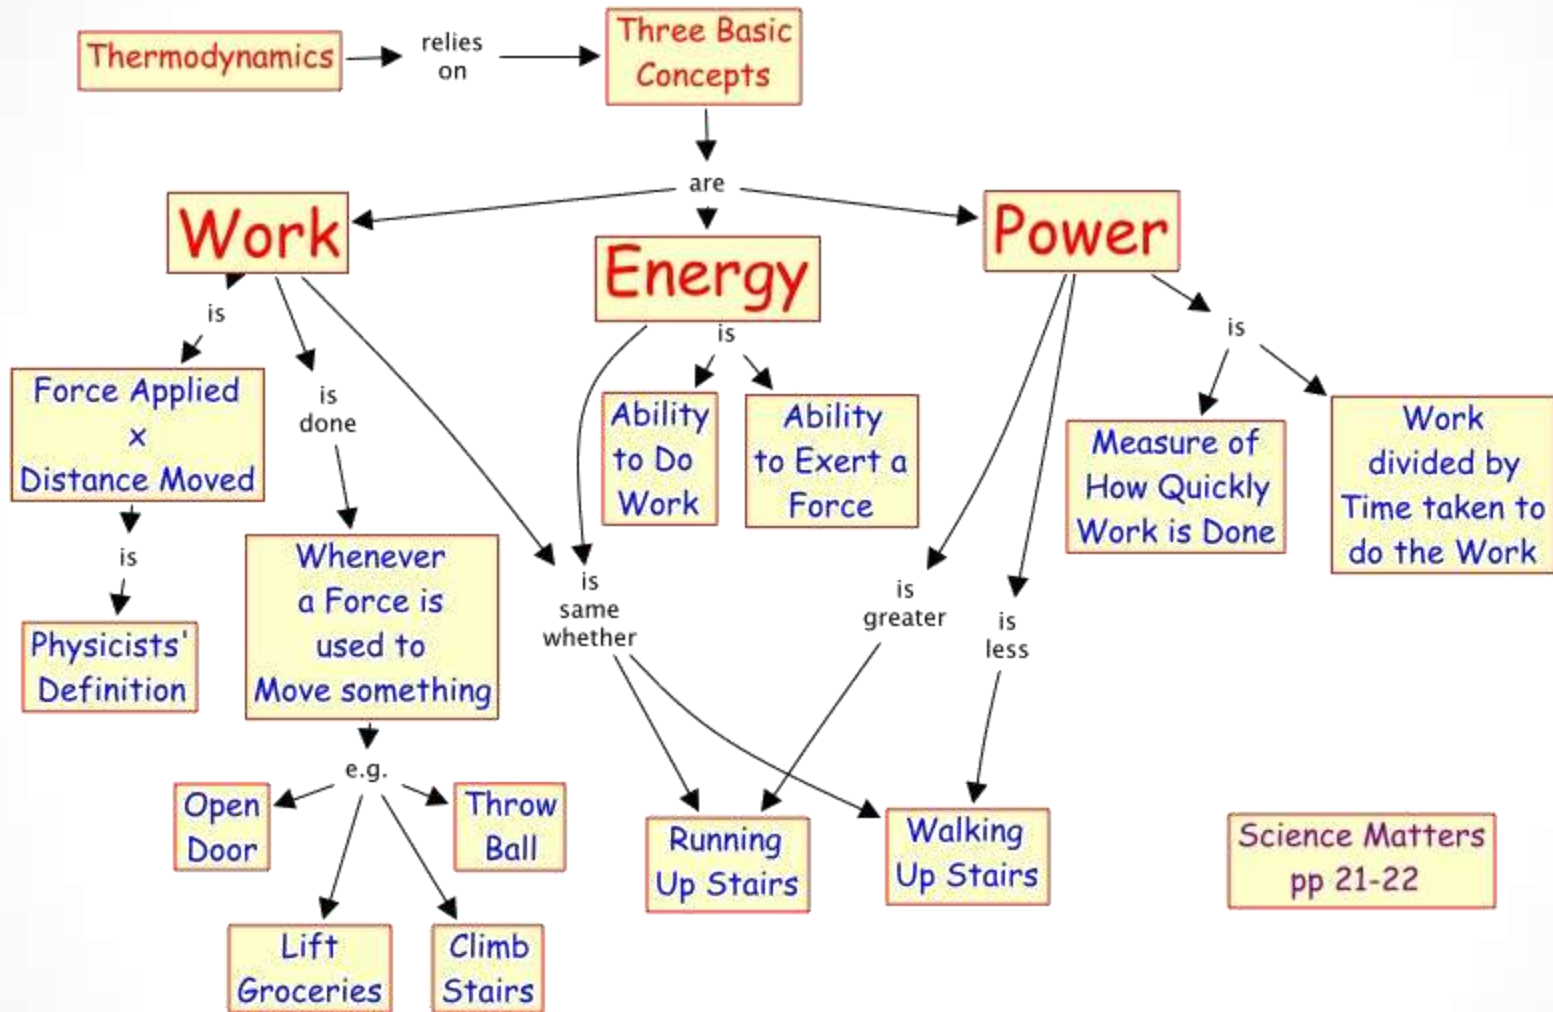 Thermodynamics
relies
on
Three Basic
Concepts
are
Work
Energy
Power
is
Force Applied
x
Distance Moved
is
Physicists'
Definition
is
done
Whenever
a Force is
used to
Move something
e.g.
Open
Door
Throw
Ball
Lift
Groceries
Climb
Stairs
is
Ability
to Do
Work
Ability
to Exert a
Force
is
same
whether
is
greater
is
less
Running
Up Stairs
Walking
Up Stairs
is
Measure of
How Quickly
Work is Done
Work
divided by
Time taken to
do the Work
Science Matters
pp 21-22